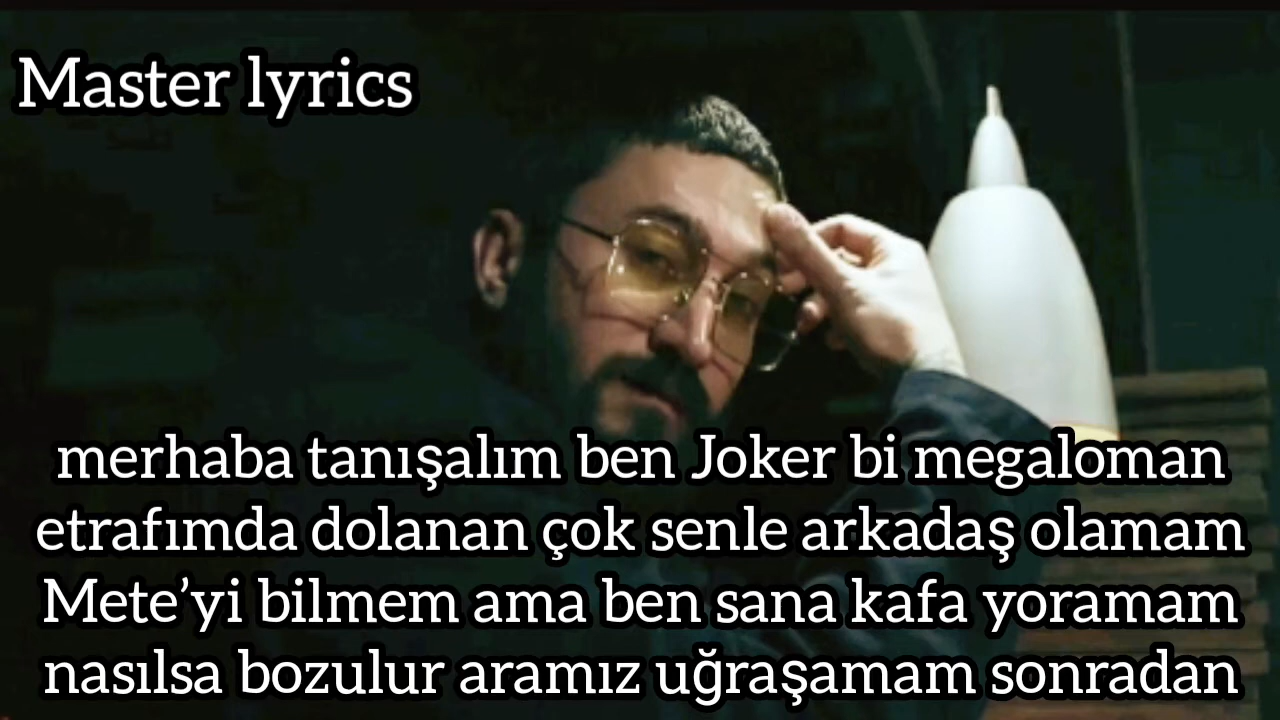 Master lyrics
merhaba tanışalım ben Joker bi megaloman
etrafımda dolanan çok senle arkadaş olamam
Mete’yi bilmem ama ben sana kafa yoramam
nasılsa bozulur aramız uğraşamam sonradan